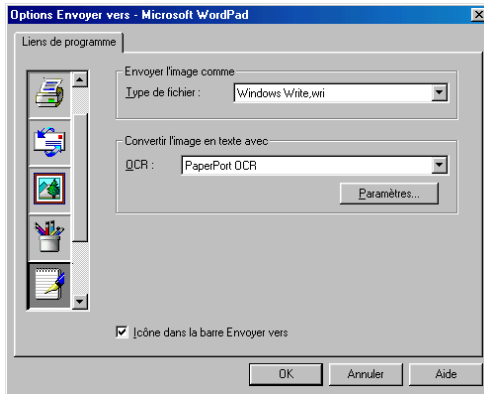 Options Envoyer vers - Microsoft WordPad
Liens de programme
Envoyer l'image comme
Type de fichier : Windows Write,wri
Convertir l'image en texte avec
OCR : PaperPort OCR
Paramètres...
Icône dans la barre Envoyer vers
OK Annuler Aide